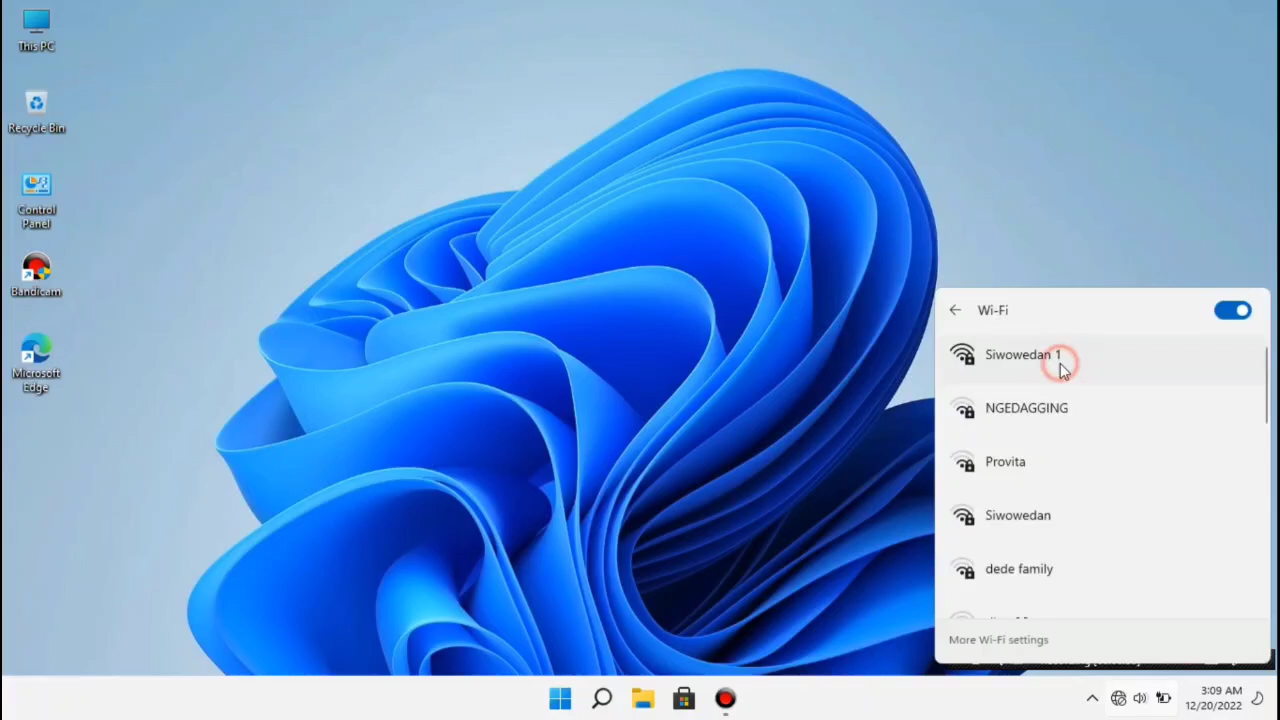 This PC
Recycle Bin
Control
Panel
Bandicam
Microsoft
Edge
Wi-Fi
Siwowedan 1
NGEDAGGING
Provita
Siwowedan
dede family
More Wi-Fi settings
3:09 AM
12/20/2022